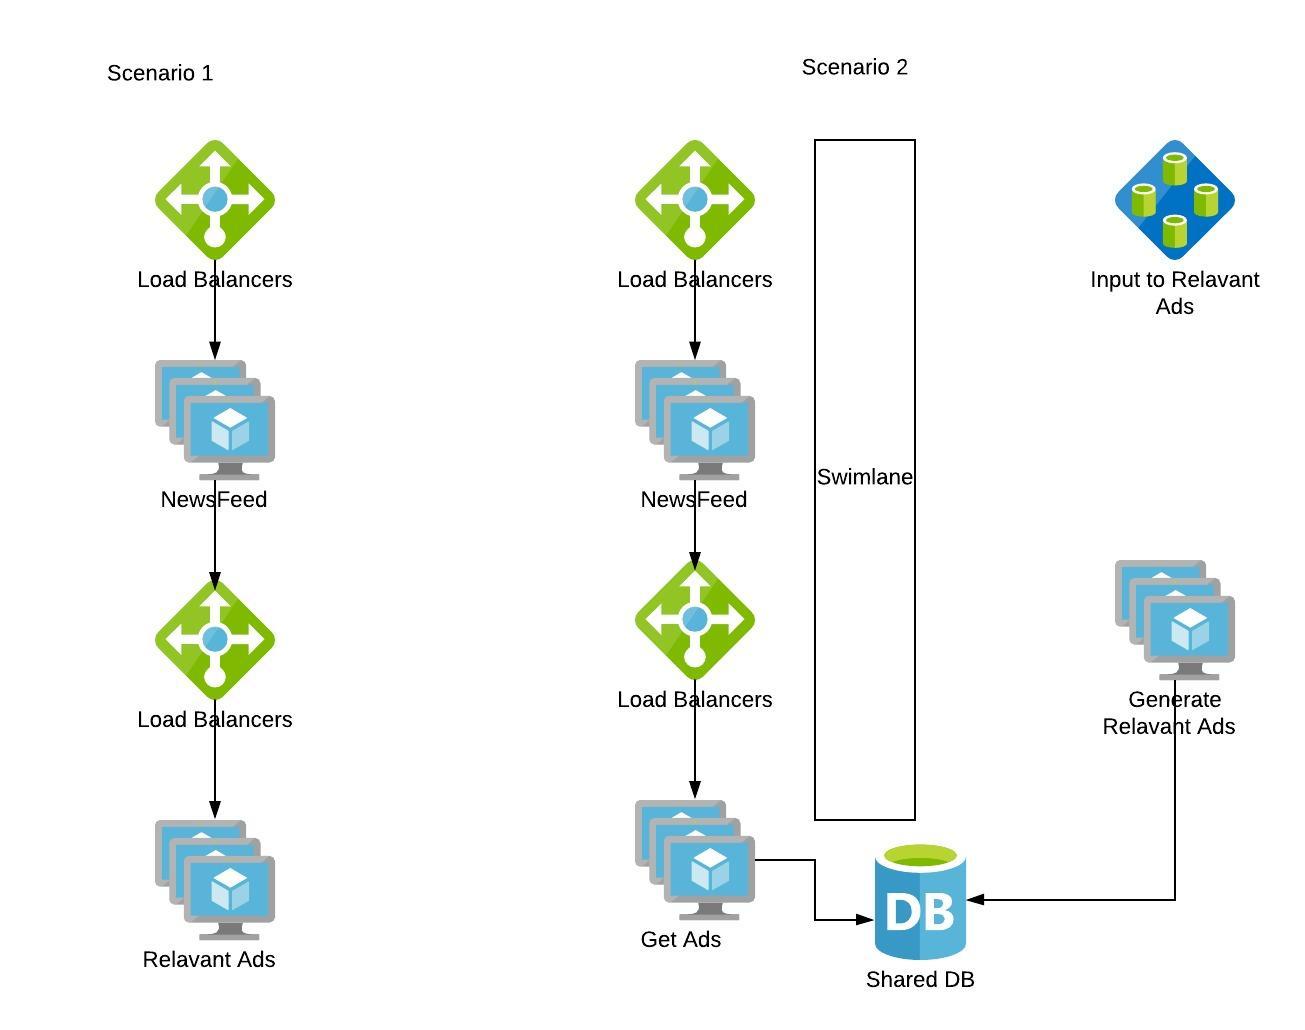 Scenario 1
Scenario 2
Load Balancers
Load Balancers
Input to Relavant
Ads
NewsFeed
NewsFeed
Swimlane
Load Balancers
Load Balancers
Generate
Relavant Ads
Relavant Ads
Get Ads
DB
Shared DB